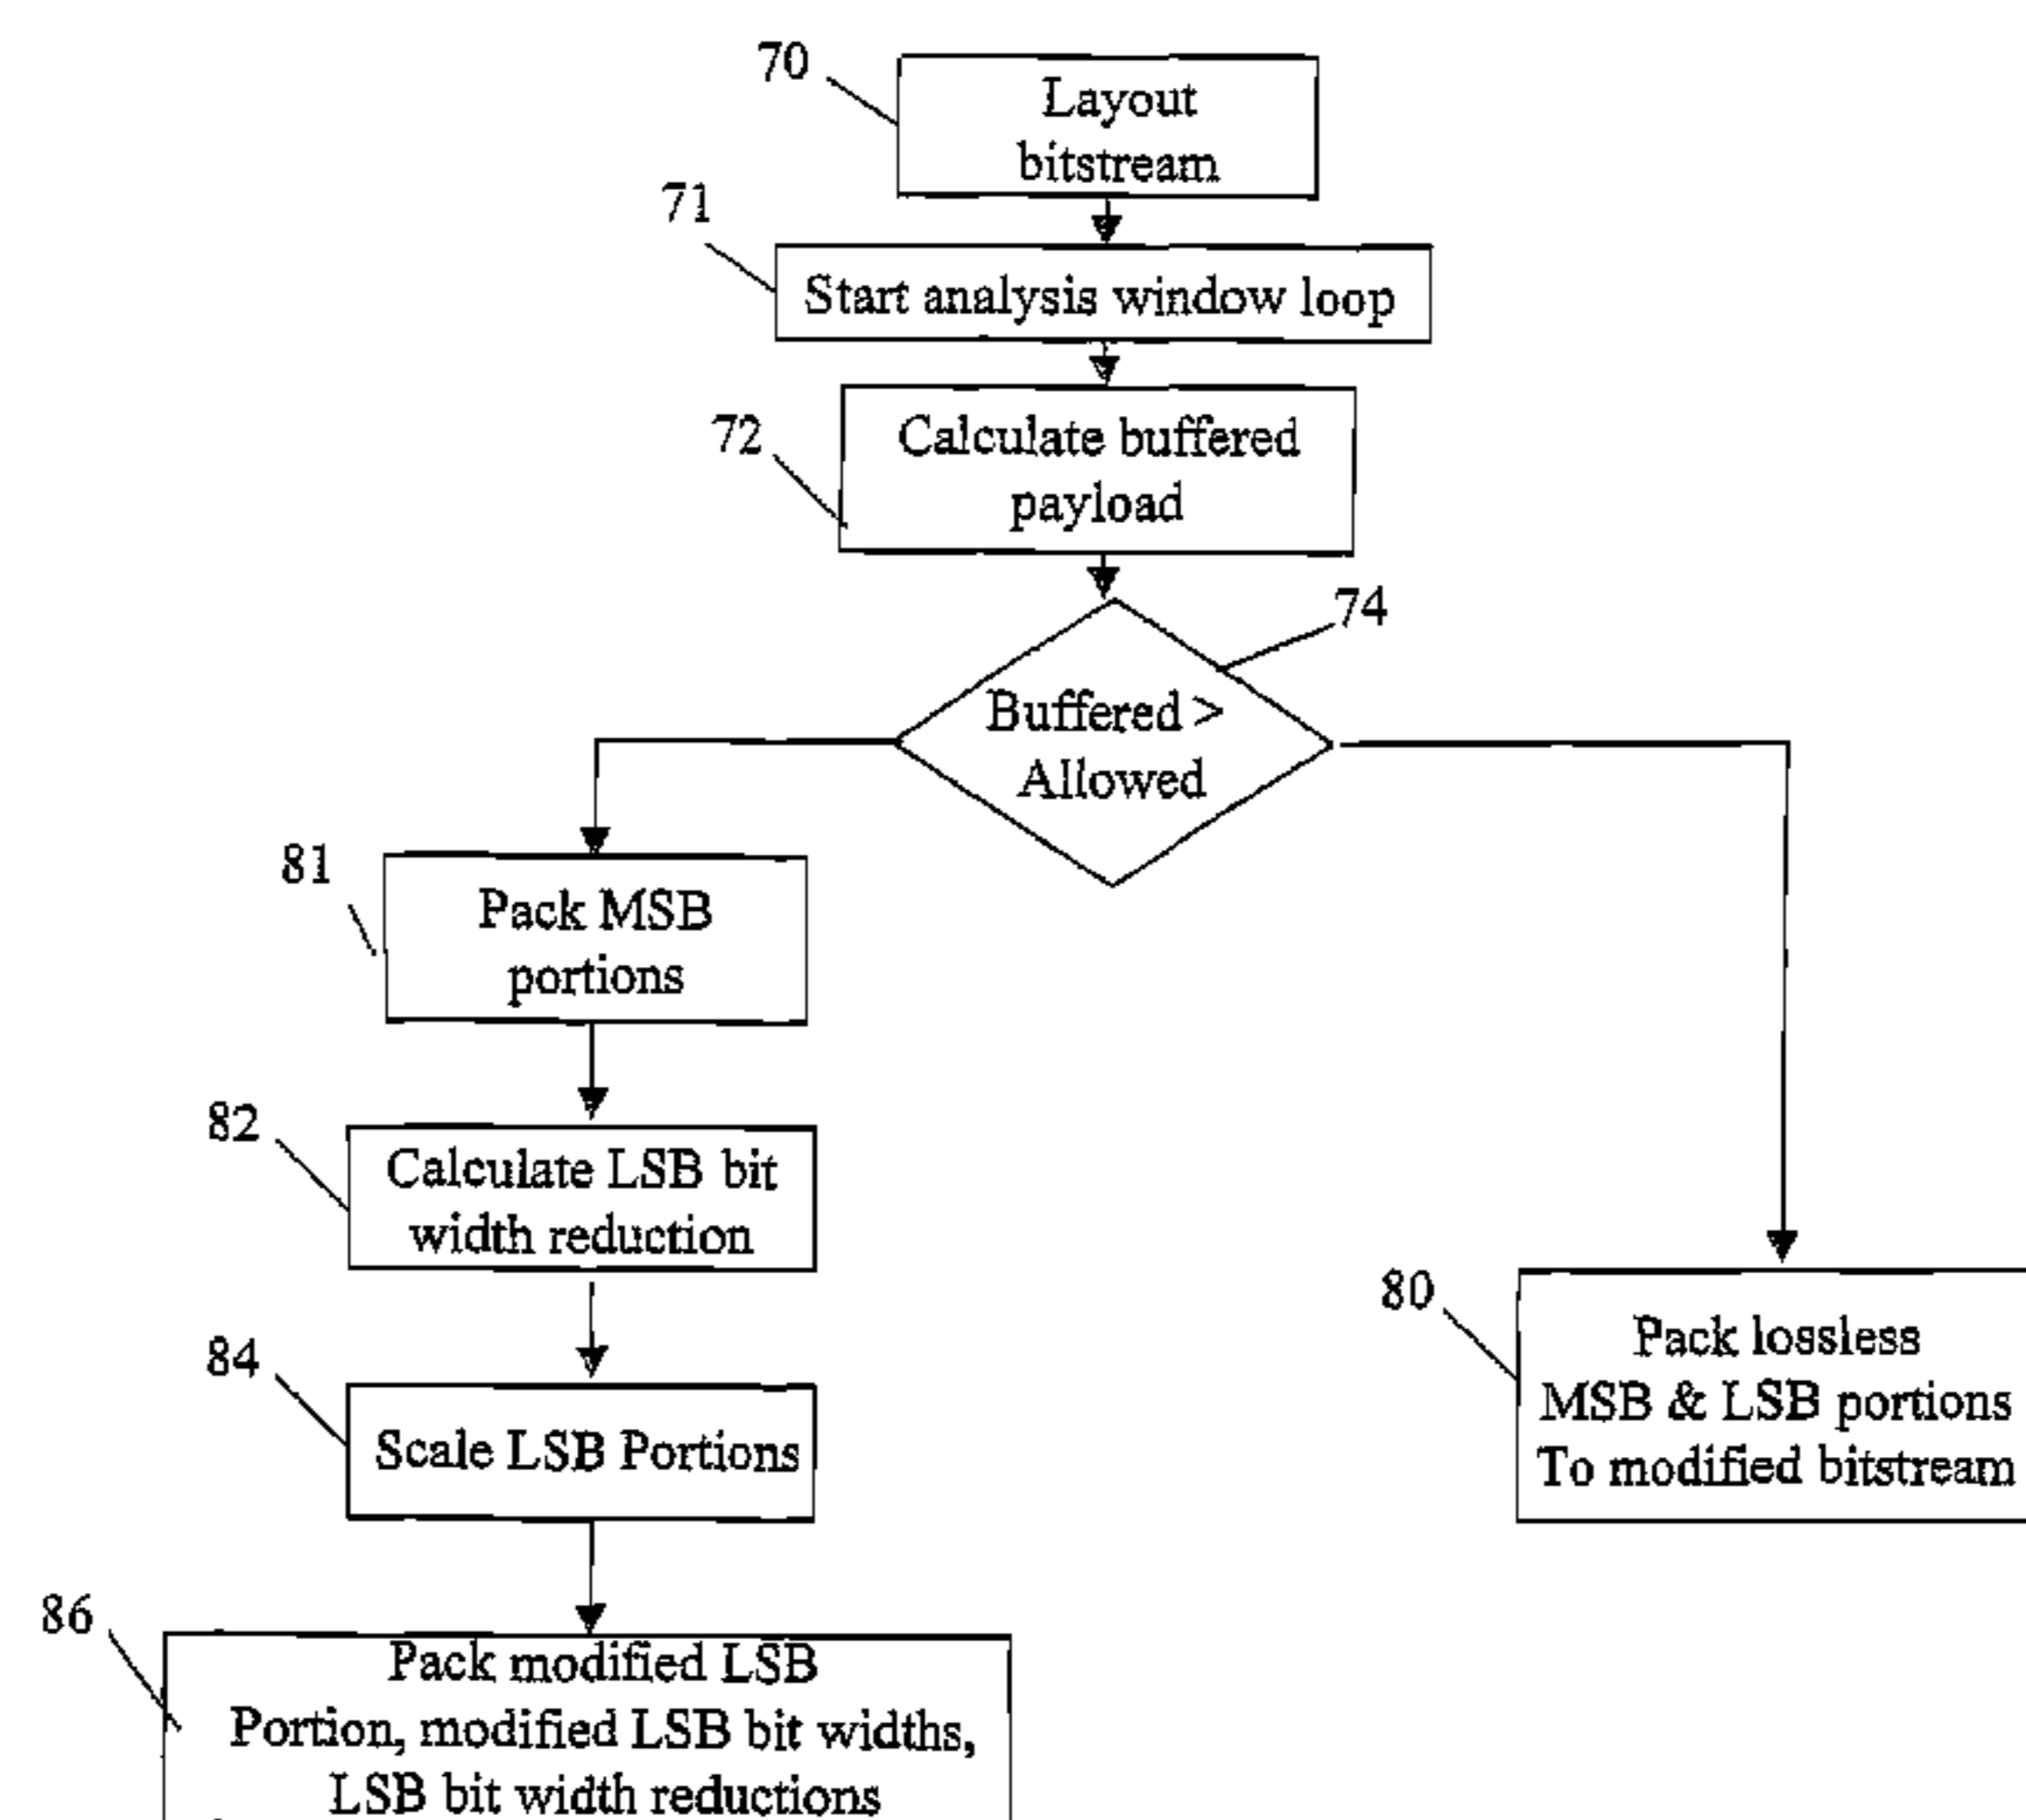 70
Layout
bitstream
71
Start analysis window loop
72
Calculate buffered
payload
74
Buffered >
Allowed
81
Pack MSB
portions
82
Calculate LSB bit
width reduction
84
Scale LSB Portions
80
Pack lossless
MSB & LSB portions
To modified bitstream
86
Pack modified LSB
Portion, modified LSB bit widths,
LSB bit width reductions